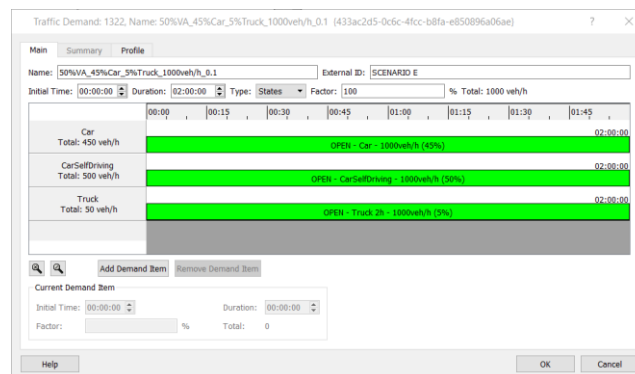 Traffic Demand: 1322, Name: 50%VA_45%Car_5%Truck_1000veh/h_0.1 (433ac2d5-0c6c-4fcc-b8fa-e850896a06ae) ? ×
Main Summary Profile
Name: 50%VA_45%Car_5%Truck_1000veh/h_0.1 External ID: SCENARIO E
Initial Time: 00:00:00 Duration: 02:00:00 Type: States Factor: 100 % Total: 1000 veh/h
00:00 00:15 00:30 00:45 01:00 01:15 01:30 01:45
Car
Total: 450 veh/h
02:00:00
OPEN - Car - 1000veh/h (45%)
CarSelfDriving
Total: 500 veh/h
02:00:00
OPEN - CarSelfDriving - 1000veh/h (50%)
Truck
Total: 50 veh/h
02:00:00
OPEN - Truck 2h - 1000veh/h (5%)
Add Demand Item Remove Demand Item
Current Demand Item
Initial Time: 00:00:00 Duration: 00:00:00
Factor: % Total: 0
Help OK Cancel